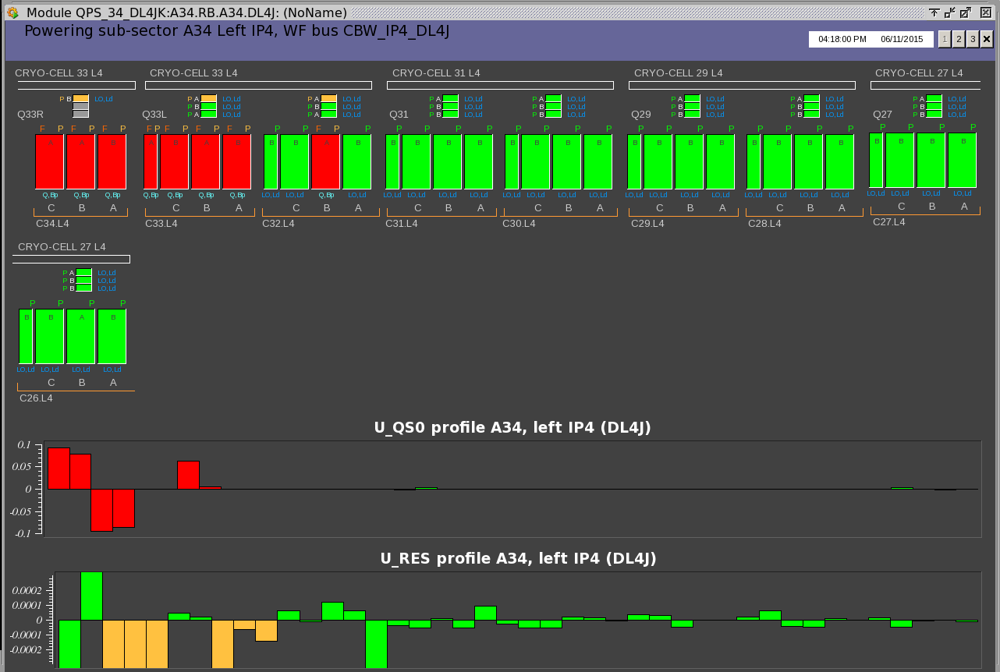 Module QPS_34_DL4JK:A34.RB.A34.DL4J: (NoName)
Powering sub-sector A34 Left IP4, WF bus CBW_IP4_DL4J
04:18:00 PM 06/11/2015 1 2 3
CRYO-CELL 33 L4 CRYO-CELL 33 L4 CRYO-CELL 31 L4 CRYO-CELL 29 L4 CRYO-CELL 27 L4
P B LO,Ld P A LO,Ld P A LO,Ld P A LO,Ld P A LO,Ld P A LO,Ld P A LO,Ld P A LO,Ld
P B LO,Ld P B LO,Ld P B LO,Ld P B LO,Ld P B LO,Ld P B LO,Ld P B LO,Ld
Q33R Q33L P A LO,Ld P A LO,Ld Q31 P B LO,Ld P B LO,Ld Q29 P B LO,Ld P B LO,Ld Q27 P B LO,Ld
F P F P F P F P F P F P F P P P F P P P P P P P P P P P P P P P P P P P P P P
B B A B B B B B B B B B B B B B B B B B B B B B
Q,Bp Q,Bp Q,Bp Q,Bp Q,Bp Q,Bp Q,Bp LO,Ld LO,Ld Q,Bp LO,Ld LO,Ld LO,Ld LO,Ld LO,Ld LO,Ld LO,Ld LO,Ld LO,Ld LO,Ld LO,Ld LO,Ld LO,Ld LO,Ld LO,Ld LO,Ld LO,Ld LO,Ld LO,Ld LO,Ld LO,Ld
C B A C B A C B A C B A C B A C B A C B A C B A
C34.L4 C33.L4 C32.L4 C31.L4 C30.L4 C29.L4 C28.L4 C27.L4
CRYO-CELL 27 L4
P A LO,Ld
P B LO,Ld
P B LO,Ld
P P P P
B B A B
LO,Ld LO,Ld LO,Ld LO,Ld
C B A
C26.L4
U_QS0 profile A34, left IP4 (DL4J)
0.1
0.05
0
-0.05
-0.1
U_RES profile A34, left IP4 (DL4J)
0.0002
0.0001
0
-0.0001
-0.0002